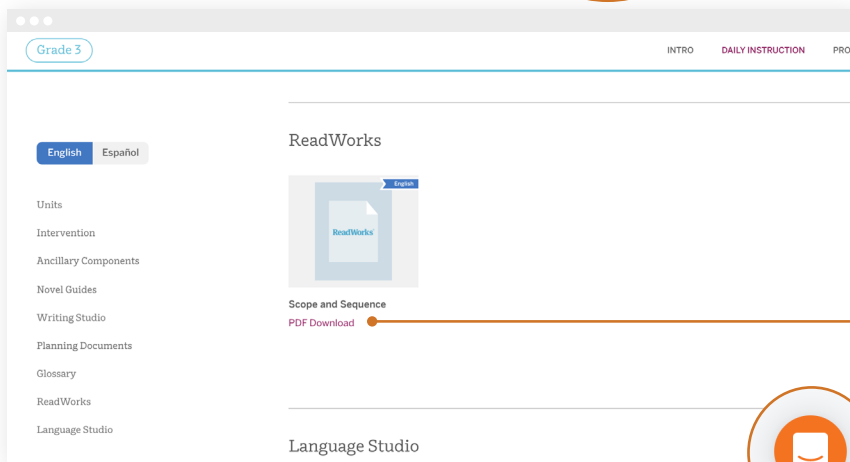 Grade 3
INTRO DAILY INSTRUCTION PRO
English Español
Units
Intervention
Ancillary Components
Novel Guides
Writing Studio
Planning Documents
Glossary
ReadWorks
Language Studio
ReadWorks
English
ReadWorks
Scope and Sequence
PDF Download
Language Studio